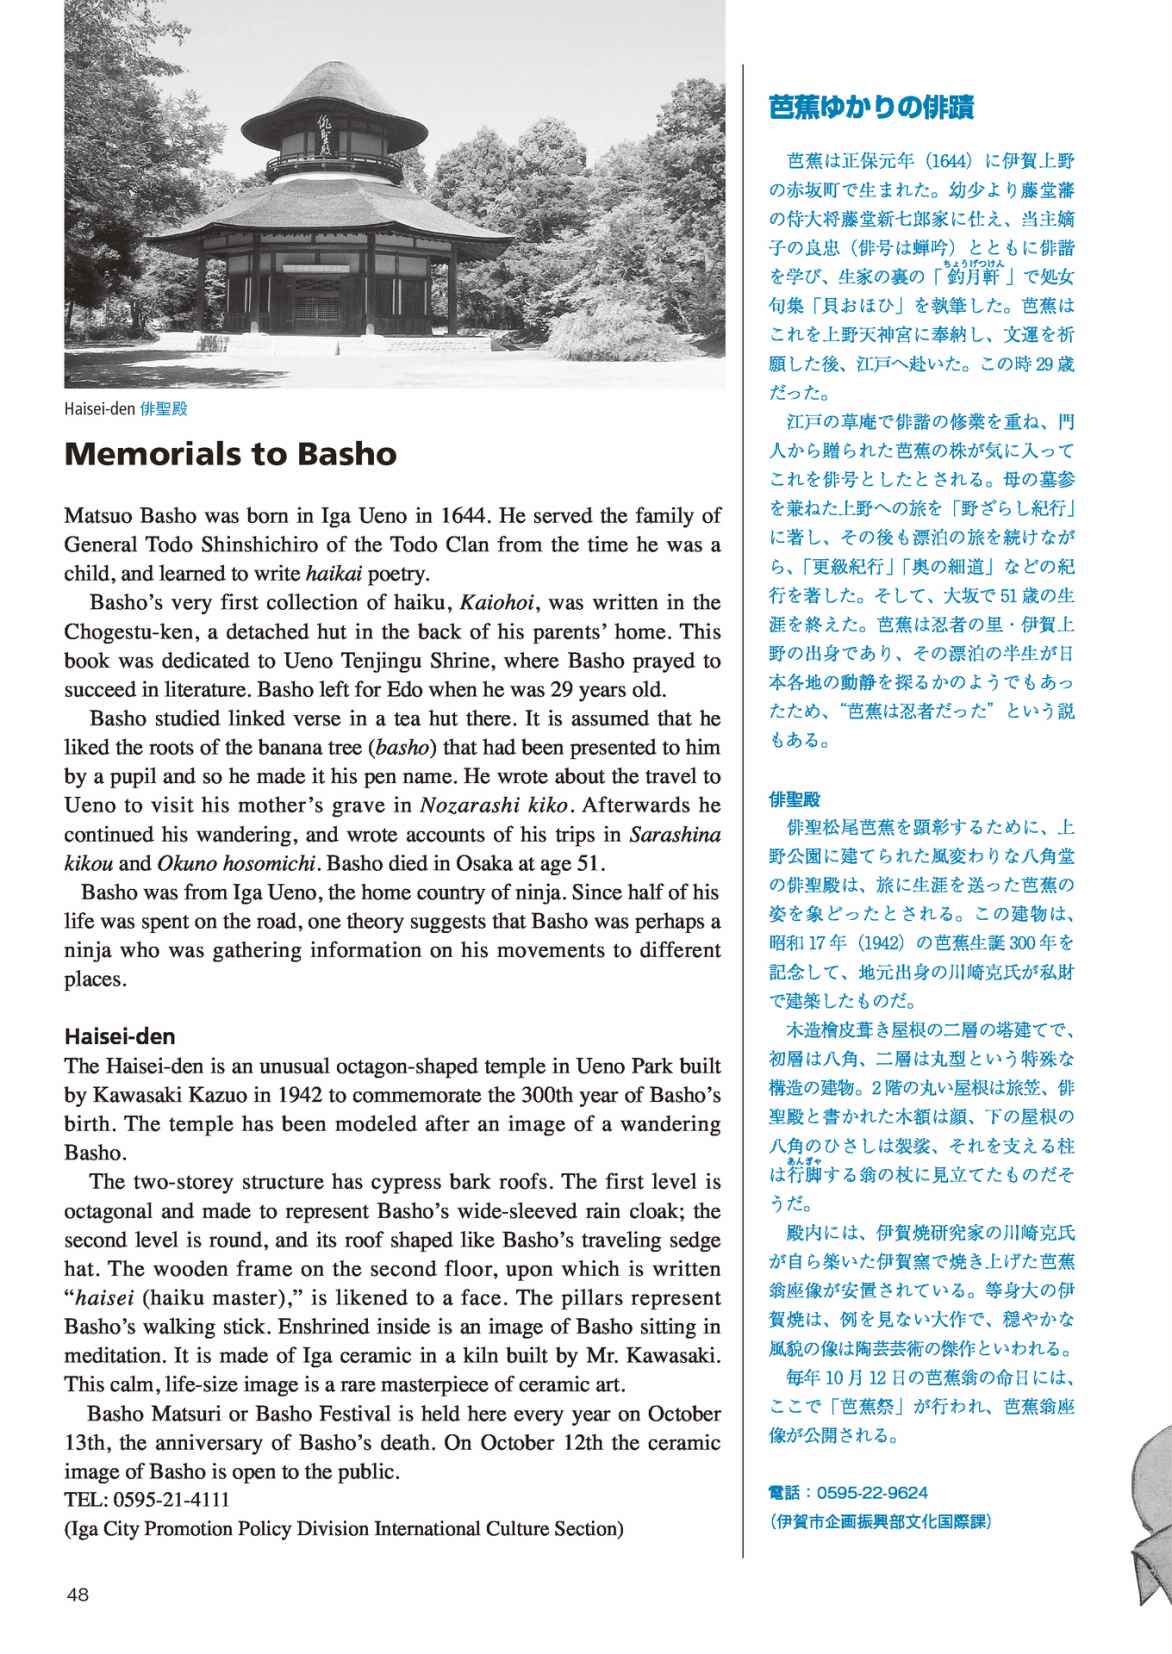 俳聖殿
Haisei-den 俳聖殿
Memorials to Basho
Matsuo Basho was born in Iga Ueno in 1644. He served the family of
General Todo Shinshichiro of the Todo Clan from the time he was a
child, and learned to write haikai poetry.
Basho’s very first collection of haiku, Kaiohoi, was written in the
Chogestu-ken, a detached hut in the back of his parents’ home. This
book was dedicated to Ueno Tenjingu Shrine, where Basho prayed to
succeed in literature. Basho left for Edo when he was 29 years old.
Basho studied linked verse in a tea hut there. It is assumed that he
liked the roots of the banana tree (basho) that had been presented to him
by a pupil and so he made it his pen name. He wrote about the travel to
Ueno to visit his mother’s grave in Nozarashi kiko. Afterwards he
continued his wandering, and wrote accounts of his trips in Sarashina
kikou and Okuno hosomichi. Basho died in Osaka at age 51.
Basho was from Iga Ueno, the home country of ninja. Since half of his
life was spent on the road, one theory suggests that Basho was perhaps a
ninja who was gathering information on his movements to different
places.
Haisei-den
The Haisei-den is an unusual octagon-shaped temple in Ueno Park built
by Kawasaki Kazuo in 1942 to commemorate the 300th year of Basho’s
birth. The temple has been modeled after an image of a wandering
Basho.
The two-storey structure has cypress bark roofs. The first level is
octagonal and made to represent Basho’s wide-sleeved rain cloak; the
second level is round, and its roof shaped like Basho’s traveling sedge
hat. The wooden frame on the second floor, upon which is written
“haisei (haiku master),” is likened to a face. The pillars represent
Basho’s walking stick. Enshrined inside is an image of Basho sitting in
meditation. It is made of Iga ceramic in a kiln built by Mr. Kawasaki.
This calm, life-size image is a rare masterpiece of ceramic art.
Basho Matsuri or Basho Festival is held here every year on October
13th, the anniversary of Basho’s death. On October 12th the ceramic
image of Basho is open to the public.
TEL: 0595-21-4111
(Iga City Promotion Policy Division International Culture Section)
48
芭蕉ゆかりの俳蹟
芭蕉は正保元年（1644）に伊賀上野
の赤坂町で生まれた。幼少より藤堂藩
の侍大将藤堂新七郎家に仕え、当主嫡
子の良忠（俳号は蝉吟）とともに俳諧
ちょうげつけん
を学び、生家の裏の「釣月軒」で処女
句集「貝おほひ」を執筆した。芭蕉は
これを上野天神宮に奉納し、文運を祈
願した後、江戸へ赴いた。この時 29 歳
だった。
江戸の草庵で俳諧の修業を重ね、門
人から贈られた芭蕉の株が気に入って
これを俳号としたとされる。母の墓参
を兼ねた上野への旅を「野ざらし紀行」
に著し、その後も漂泊の旅を続けなが
ら、「更級紀行」「奥の細道」などの紀
行を著した。そして、大坂で 51 歳の生
涯を終えた。芭蕉は忍者の里・伊賀上
野の出身であり、その漂泊の半生が日
本各地の動静を探るかのようでもあっ
たため、“芭蕉は忍者だった” という説
もある。
俳聖殿
俳聖松尾芭蕉を顕彰するために、上
野公園に建てられた風変わりな八角堂
の俳聖殿は、旅に生涯を送った芭蕉の
姿を象どったとされる。この建物は、
昭和 17 年（1942）の芭蕉生誕 300 年を
記念して、地元出身の川崎克氏が私財
で建築したものだ。
木造檜皮葺き屋根の二層の塔建てで、
初層は八角、二層は丸型という特殊な
構造の建物。2 階の丸い屋根は旅笠、俳
聖殿と書かれた木額は顔、下の屋根の
八角のひさしは袈裟、それを支える柱
あんぎゃ
は行脚する翁の杖に見立てたものだそ
うだ。
殿内には、伊賀焼研究家の川崎克氏
が自ら築いた伊賀窯で焼き上げた芭蕉
翁座像が安置されている。等身大の伊
賀焼は、例を見ない大作で、穏やかな
風貌の像は陶芸芸術の傑作といわれる。
毎年 10 月 12 日の芭蕉翁の命日には、
ここで「芭蕉祭」が行われ、芭蕉翁座
像が公開される。
電話：0595-22-9624
（伊賀市企画振興部文化国際課）